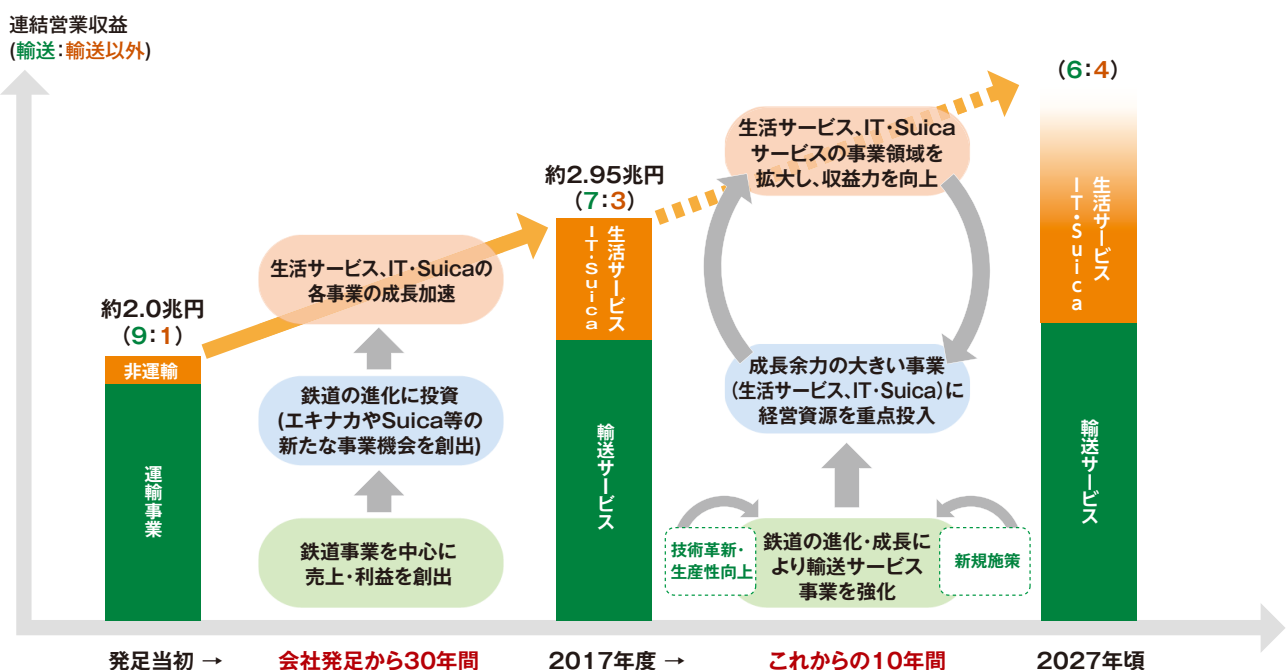 連結営業収益
(輸送:輸送以外)
約2.0兆円
(9:1)
非運輸
運輸事業
生活サービス、IT・Suicaの
各事業の成長加速
鉄道の進化に投資
(エキナカやSuica等の
新たな事業機会を創出)
鉄道事業を中心に
売上・利益を創出
約2.95兆円
(7:3)
生活サービス
IT・Suica
輸送サービス
生活サービス、IT・Suica
サービスの事業領域を
拡大し、収益力を向上
成長余力の大きい事業
(生活サービス、IT・Suica)に
経営資源を重点投入
技術革新・
生産性向上
鉄道の進化・成長に
より輸送サービス
事業を強化
新規施策
(6:4)
生活サービス
IT・Suica
輸送サービス
発足当初 →
会社発足から30年間
2017年度 →
これからの10年間
2027年頃